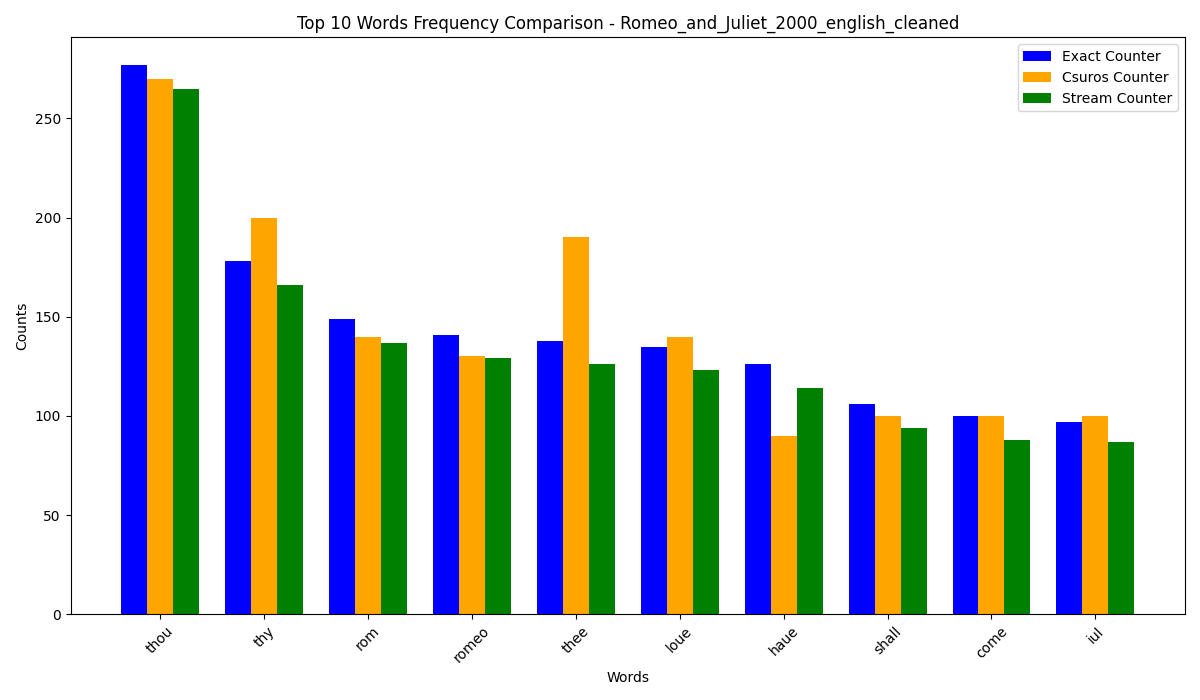 Top 10 Words Frequency Comparison - Romeo_and_Juliet_2000_english_cleaned
Exact Counter
Csuros Counter
Stream Counter
Counts
250
200
150
100
50
0
thou
thy
rom
romeo
thee
loue
haue
shall
come
iul
Words